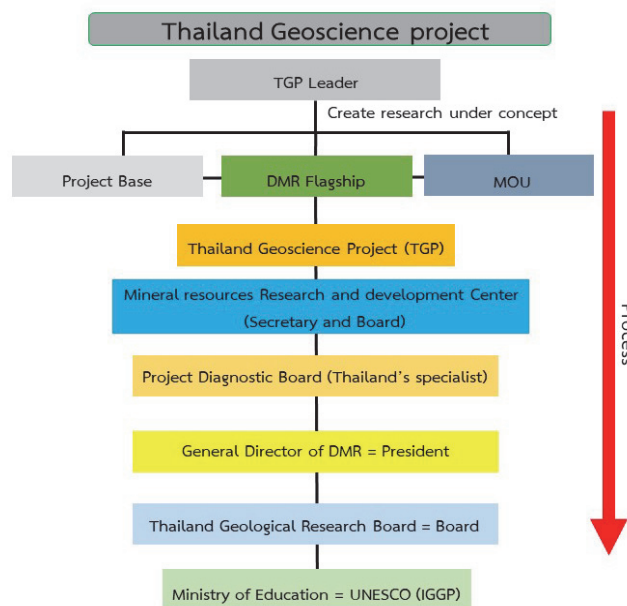 Thailand Geoscience project
TGP Leader
Create research under concept
Project Base
DMR Flagship
MOU
Thailand Geoscience Project (TGP)
Mineral resources Research and development Center
(Secretary and Board)
Project Diagnostic Board (Thailand's specialist)
General Director of DMR = President
Thailand Geological Research Board = Board
Ministry of Education = UNESCO (IGGP)
Process